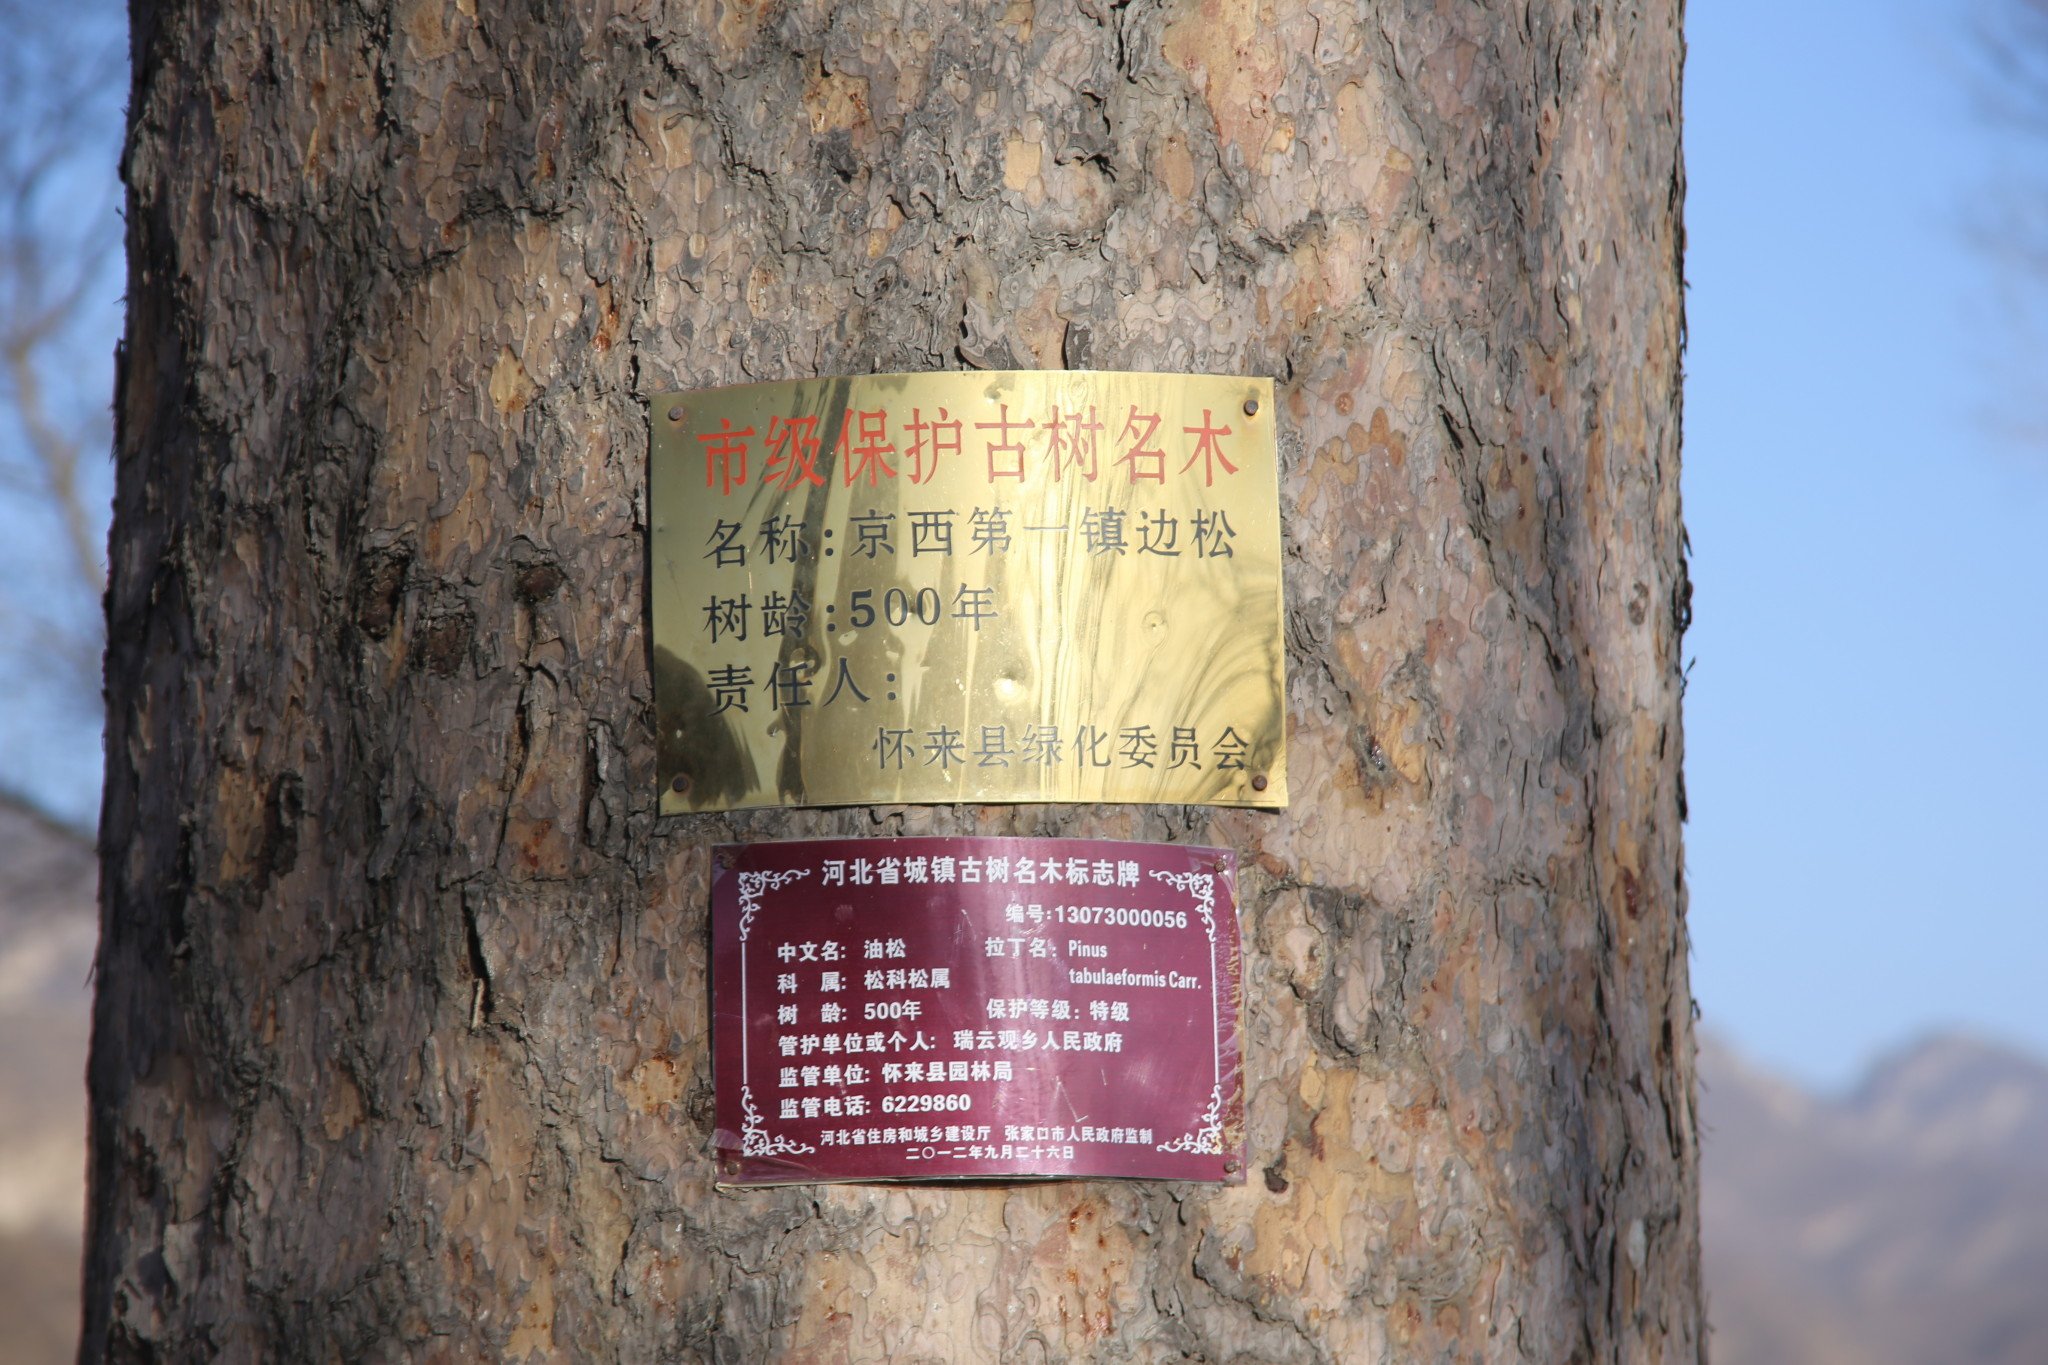 市级保护古树名木
名称:京西第一镇边松
树龄:500年
责任人:
怀来县绿化委员会
河北省城镇古树名木标志牌
编号:13073000056
中文名: 油松 拉丁名: Pinus
tabulaeformis Carr.
科 属: 松科松属
树 龄: 500年 保护等级: 特级
管护单位或个人: 瑞云观乡人民政府
监管单位: 怀来县园林局
监管电话: 6229860
河北省住房和城乡建设厅 张家口市人民政府监制
二〇一二年九月二十六日